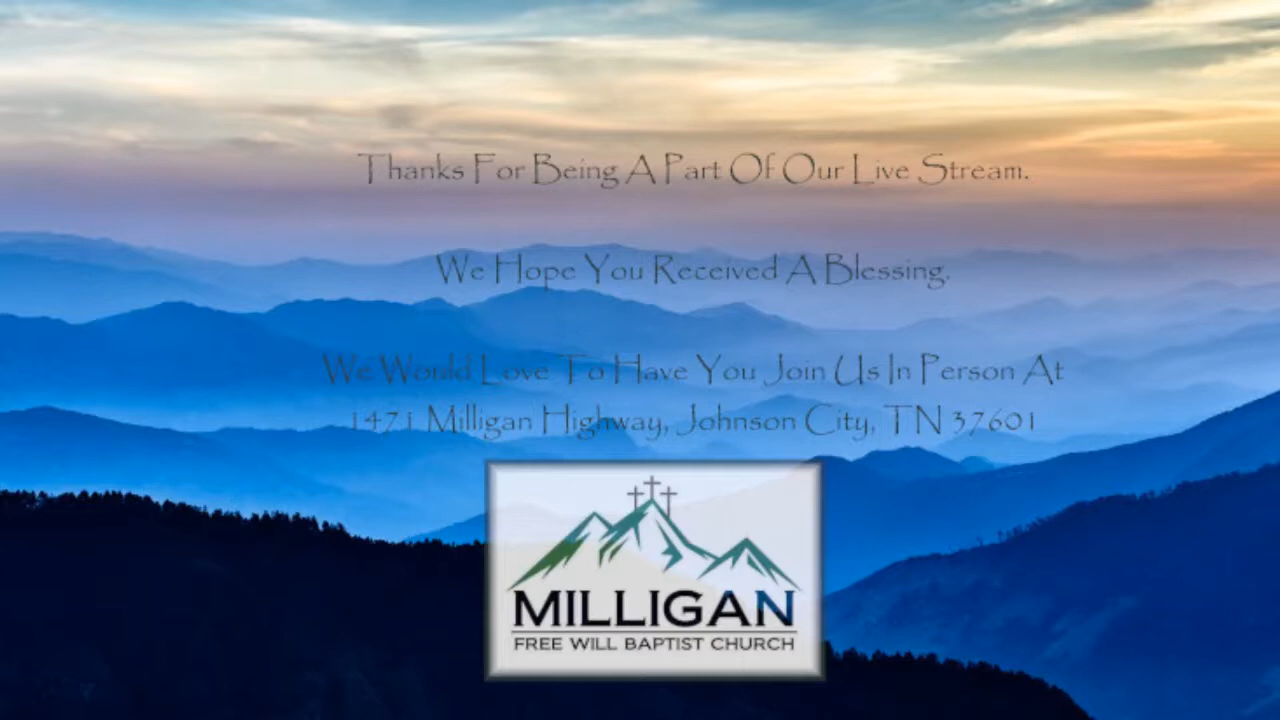 Thanks For Being A Part Of Our Live Stream.
We Hope You Received A Blessing.
We Would Love To Have You Join Us In Person At
1471 Milligan Highway, Johnson City, TN 37601
MILLIGAN
FREE WILL BAPTIST CHURCH